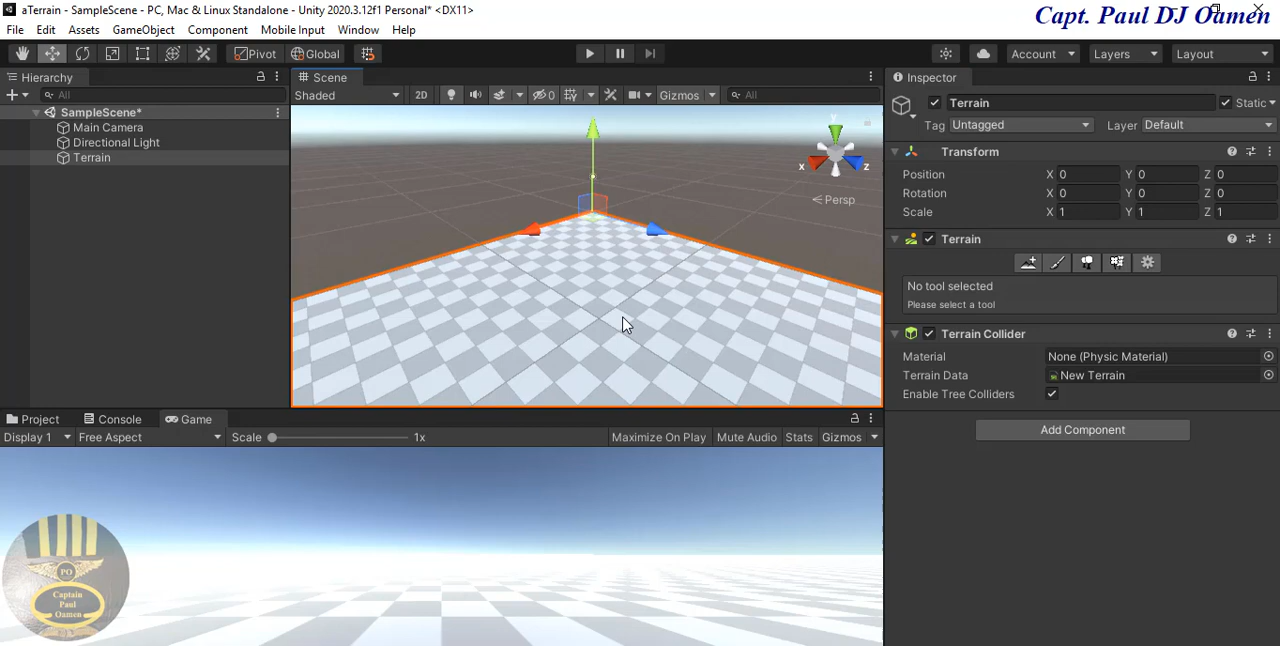 aTerrain - SampleScene - PC, Mac & Linux Standalone - Unity 2020.3.12f1 Personal* <DX11>
Capt. Paul DJ Oamen
File Edit Assets GameObject Component Mobile Input Window Help
Pivot Global Account Layers Layout
Hierarchy
All
SampleScene*
Main Camera
Directional Light
Terrain
Scene
Shaded 2D 0 Gizmos All
y
x z
Persp
Inspector
Terrain Static
Tag Untagged Layer Default
Transform
Position X 0 Y 0 Z 0
Rotation X 0 Y 0 Z 0
Scale X 1 Y 1 Z 1
Terrain
No tool selected
Please select a tool
Terrain Collider
Material None (Physic Material)
Terrain Data New Terrain
Enable Tree Colliders
Add Component
Project Console Game
Display 1 Free Aspect Scale 1x Maximize On Play Mute Audio Stats Gizmos
PO
Captain
Paul
Oamen